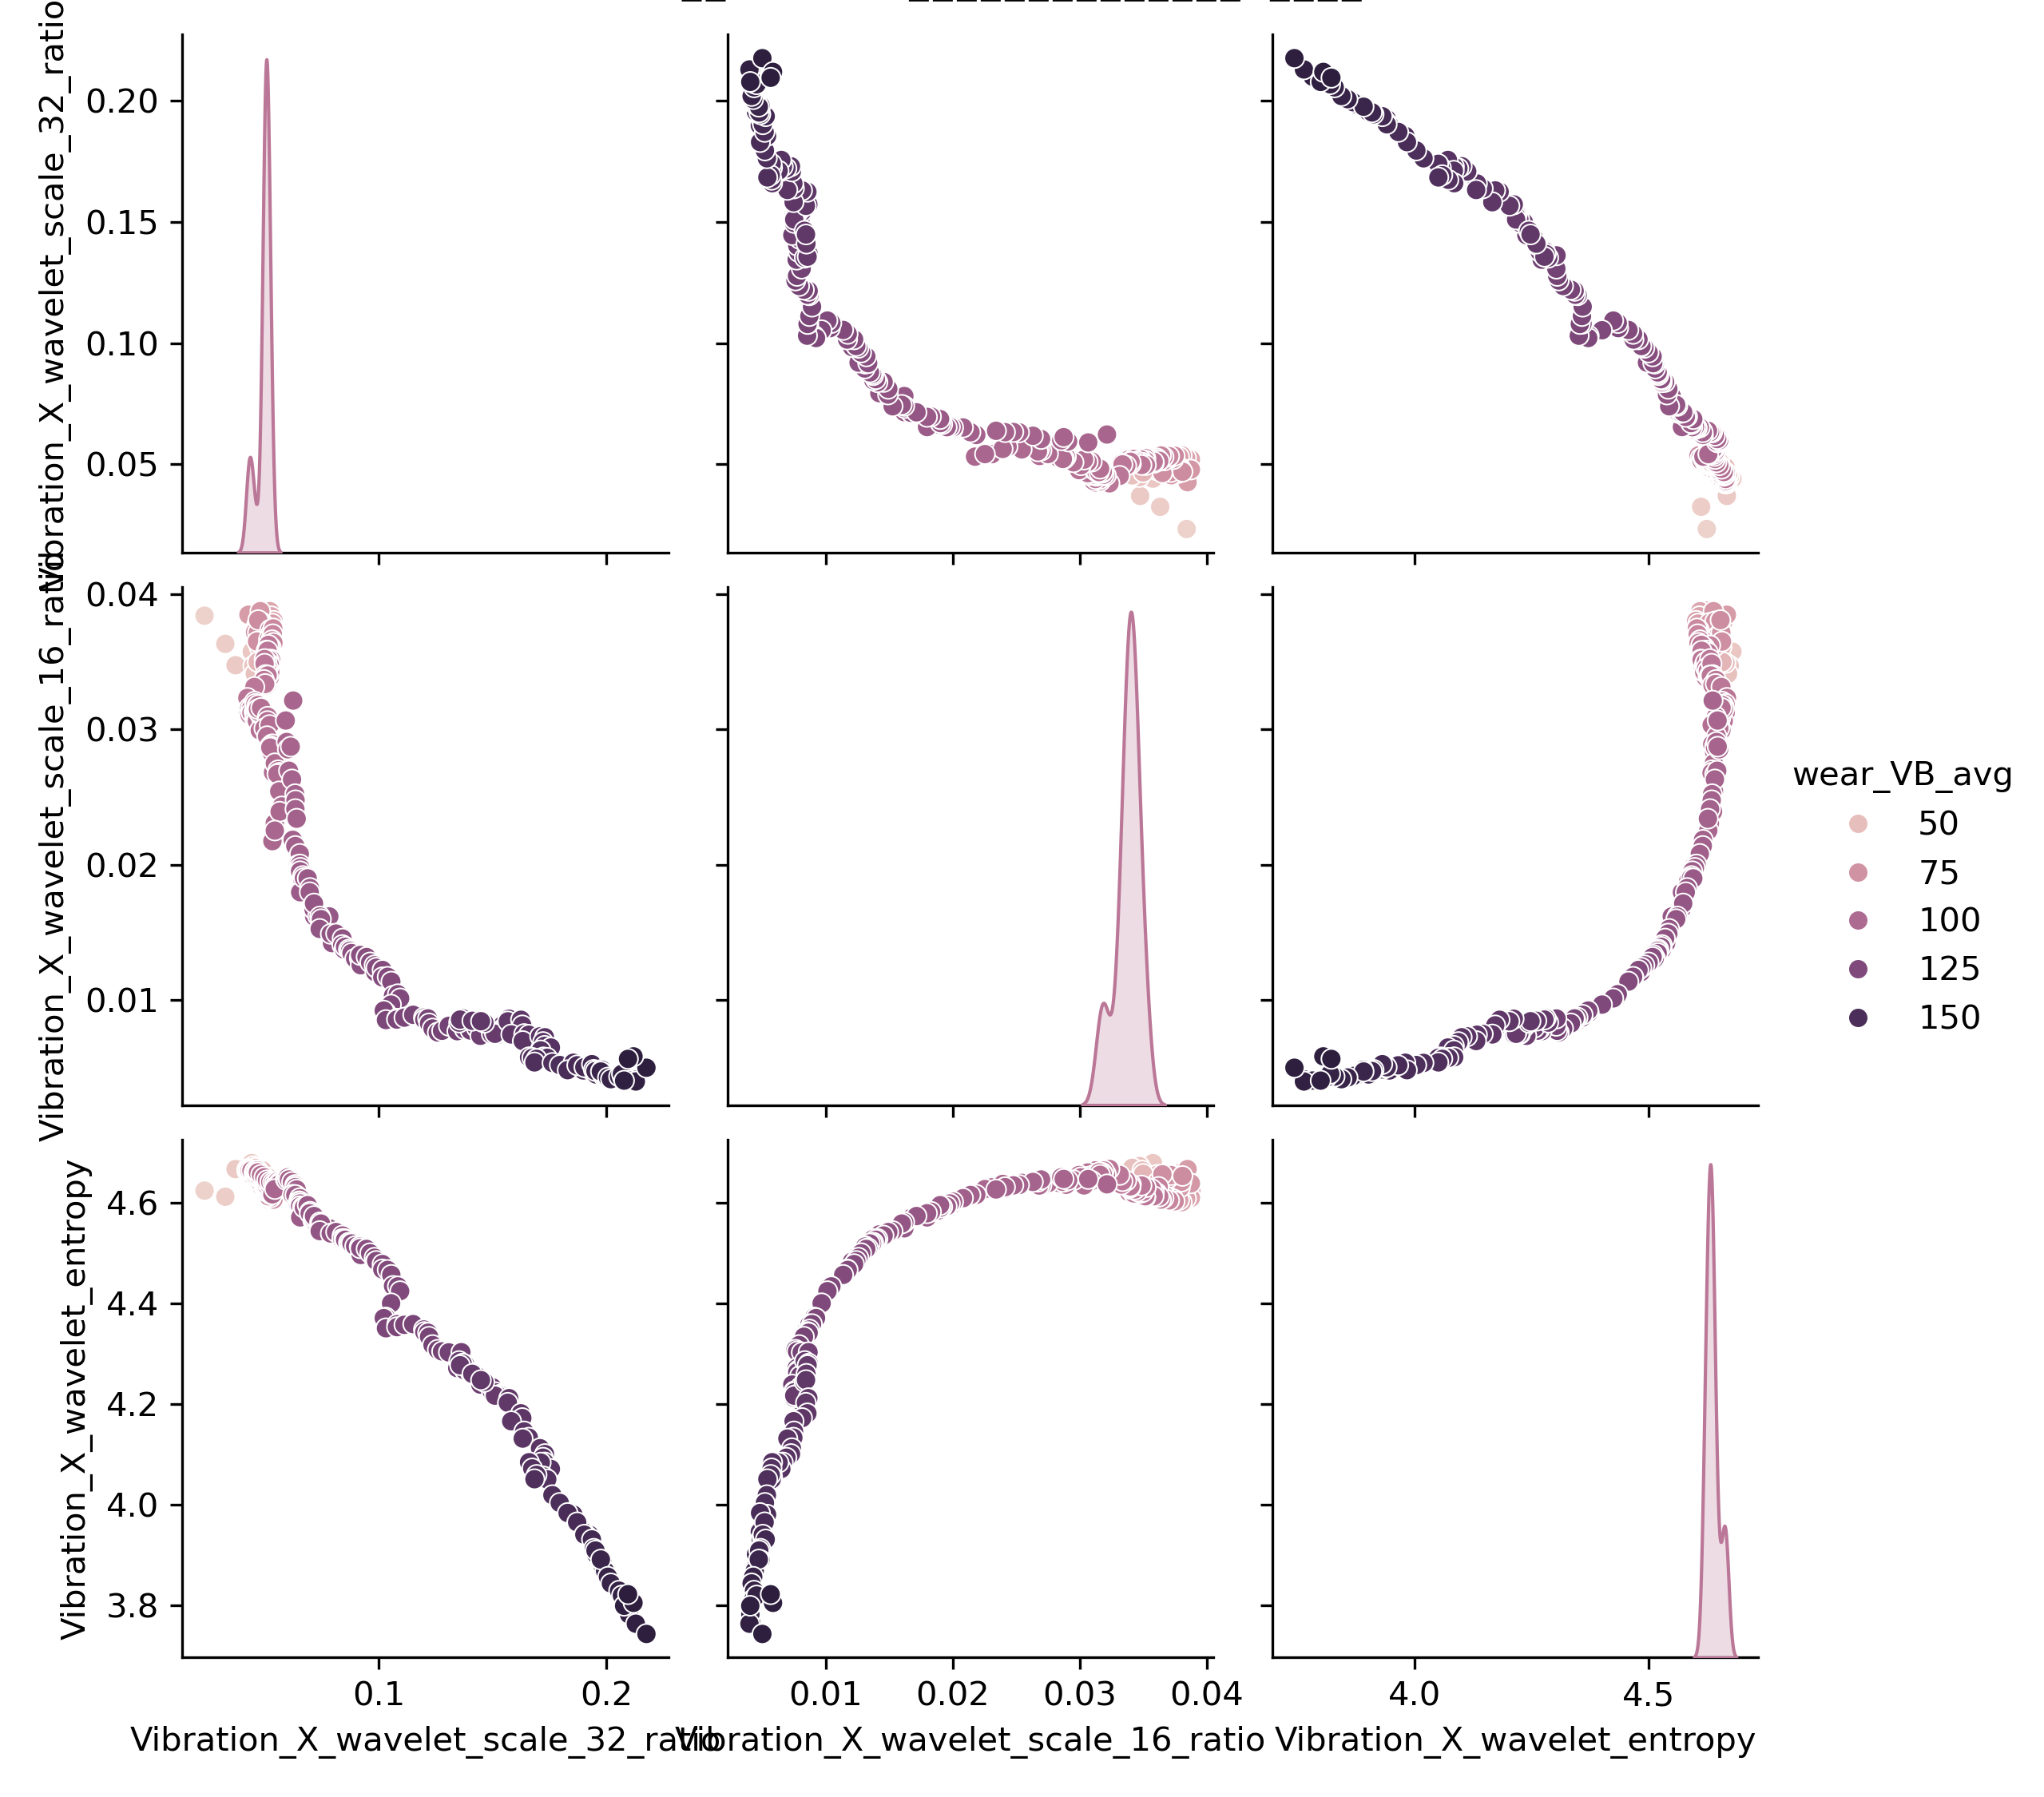 Vibration_X_wavelet_scale_32_ratio
0.20
0.15
0.10
0.05
Vibration_X_wavelet_scale_16_ratio
0.04
0.03
0.02
0.01
Vibration_X_wavelet_entropy
4.6
4.4
4.2
4.0
3.8
0.1 0.2
Vibration_X_wavelet_scale_32_ratio
0.01 0.02 0.03 0.04
Vibration_X_wavelet_scale_16_ratio
4.0 4.5
Vibration_X_wavelet_entropy
wear_VB_avg
50
75
100
125
150